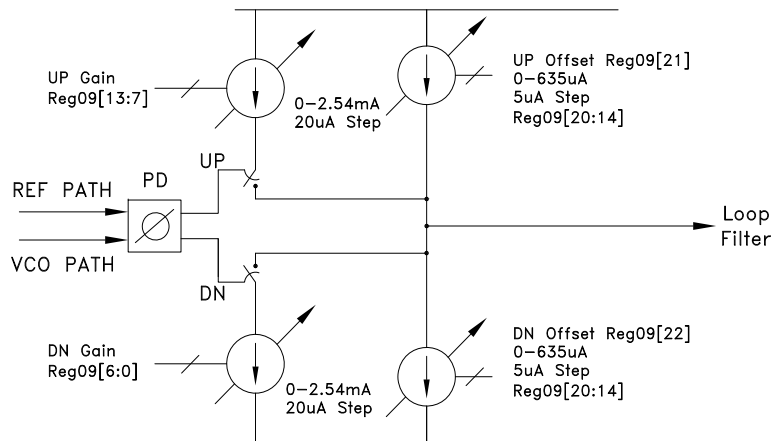 UP Gain
Reg09[13:7]
0-2.54mA
20uA Step
UP Offset Reg09[21]
0-635uA
5uA Step
Reg09[20:14]
UP
PD
REF PATH
VCO PATH
DN
Loop
Filter
DN Gain
Reg09[6:0]
0-2.54mA
20uA Step
DN Offset Reg09[22]
0-635uA
5uA Step
Reg09[20:14]